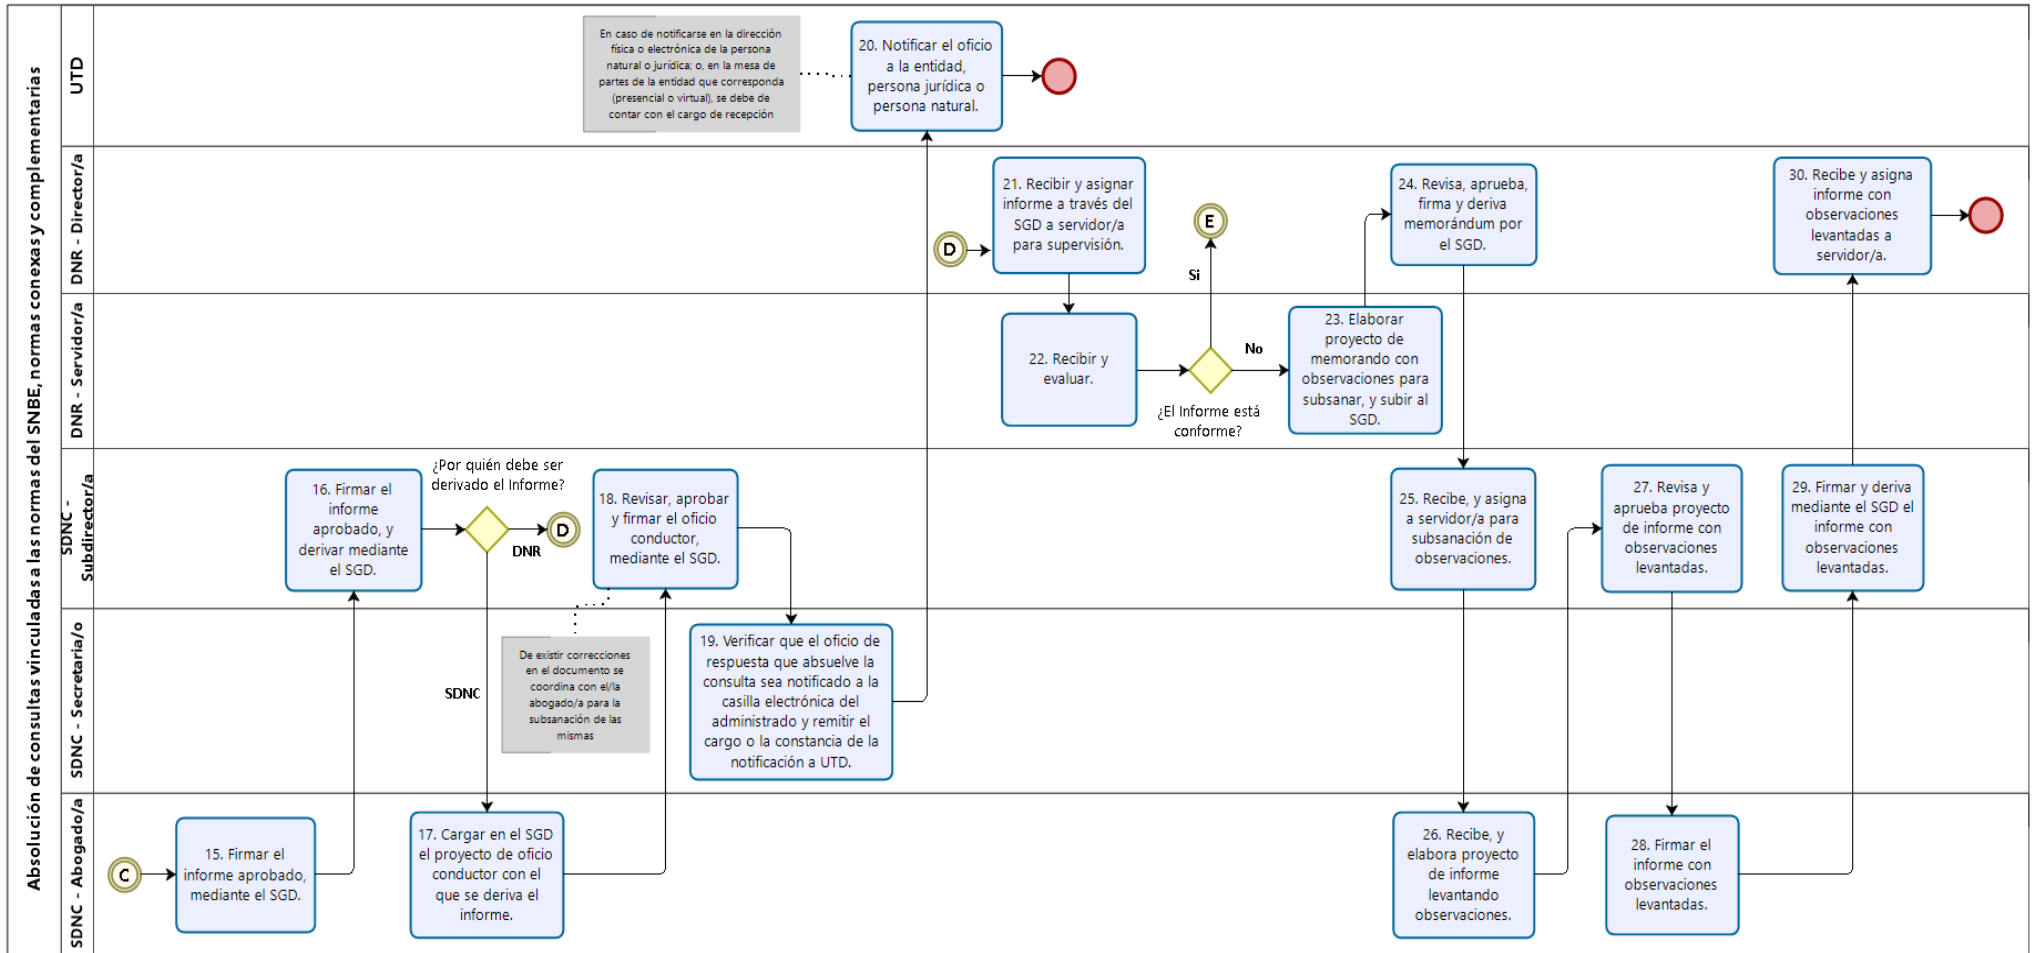 Absolución de consultas vinculadas a las normas del SNBE, normas conexas y complementarias
UTD
En caso de notificarse en la dirección
física o electrónica de la persona
natural o jurídica; o, en la mesa de
partes de la entidad que corresponda
(presencial o virtual), se debe de
contar con el cargo de recepción
20. Notificar el oficio
a la entidad,
persona jurídica o
persona natural.
DNR - Director/a
D
21. Recibir y asignar
informe a través del
SGD a servidor/a
para supervisión.
E
Si
24. Revisa, aprueba,
firma y deriva
memorándum por
el SGD.
30. Recibe y asigna
informe con
observaciones
levantadas a
servidor/a.
DNR - Servidor/a
22. Recibir y
evaluar.
¿El Informe está
conforme?
No
23. Elaborar
proyecto de
memorando con
observaciones para
subsanar, y subir al
SGD.
SDNC -
Subdirector/a
16. Firmar el
informe
aprobado, y
derivar mediante
el SGD.
¿Por quién debe ser
derivado el Informe?
DNR
D
18. Revisar, aprobar
y firmar el oficio
conductor,
mediante el SGD.
25. Recibe, y asigna
a servidor/a para
subsanación de
observaciones.
27. Revisa y
aprueba proyecto
de informe con
observaciones
levantadas.
29. Firmar y deriva
mediante el SGD el
informe con
observaciones
levantadas.
SDNC - Secretaria/o
SDNC
De existir correcciones
en el documento se
coordina con el/la
abogado/a para la
subsanación de las
mismas
19. Verificar que el oficio de
respuesta que absuelve la
consulta sea notificado a la
casilla electrónica del
administrado y remitir el
cargo o la constancia de la
notificación a UTD.
SDNC - Abogado/a
C
15. Firmar el
informe aprobado,
mediante el SGD.
17. Cargar en el SGD
el proyecto de oficio
conductor con el
que se deriva el
informe.
26. Recibe, y
elabora proyecto
de informe
levantando
observaciones.
28. Firmar el
informe con
observaciones
levantadas.